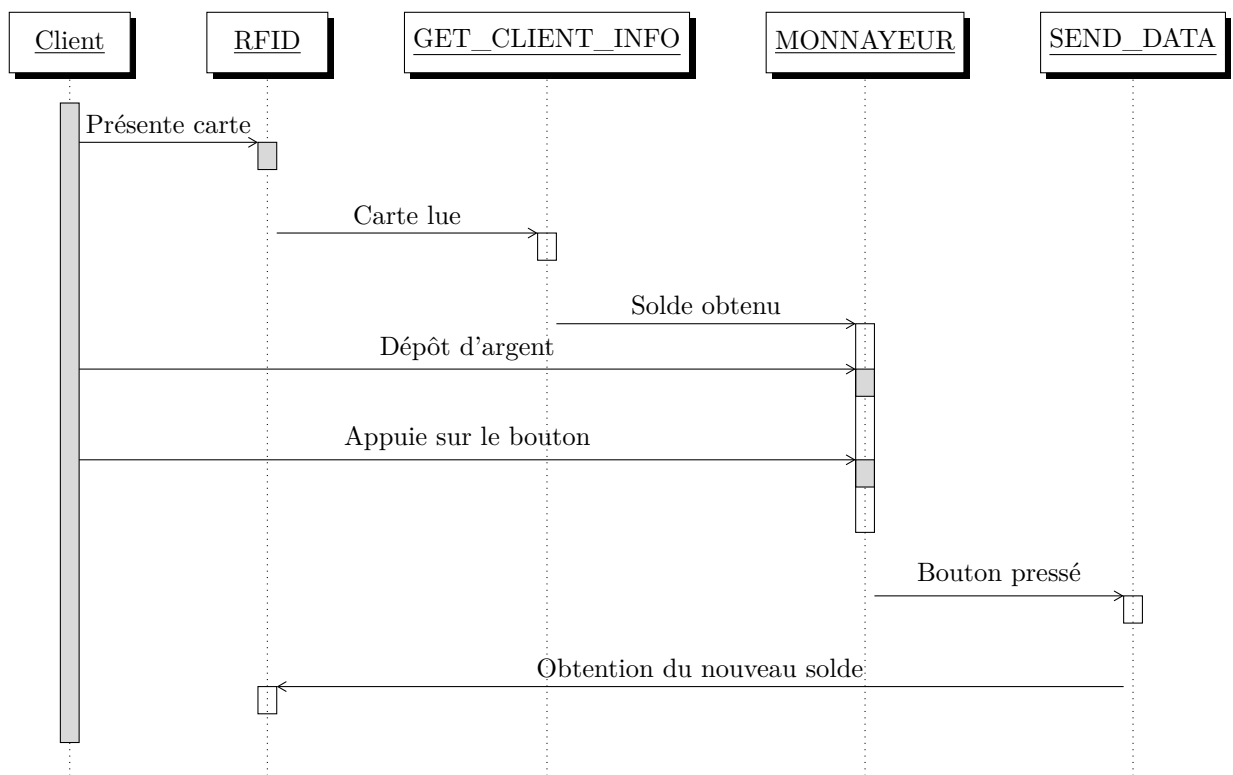 Client
RFID
GET_CLIENT_INFO
MONNAYEUR
SEND_DATA
Présente carte
Carte lue
Solde obtenu
Dépôt d'argent
Appuie sur le bouton
Bouton pressé
Obtention du nouveau solde